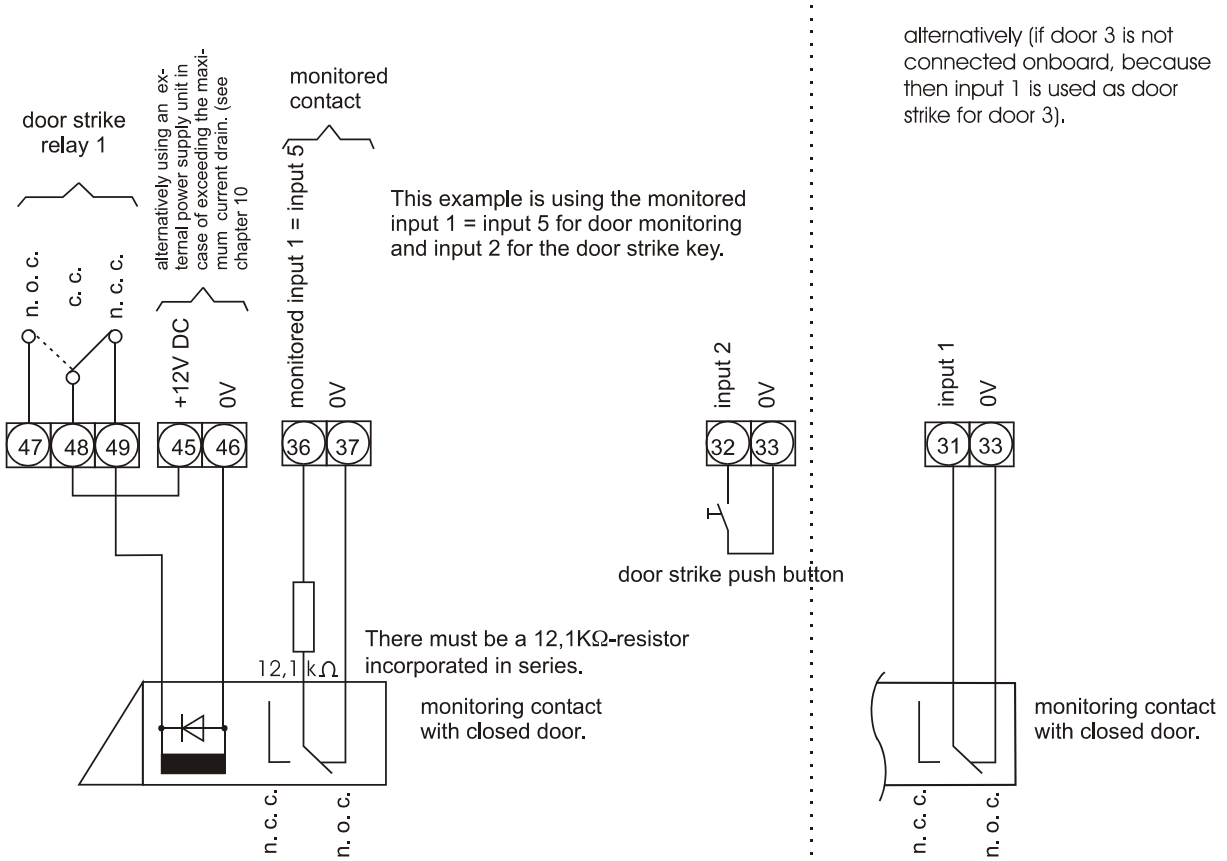 door strike
relay 1
n. o. c.
c. c.
n. c. c.
alternatively using an ex-
ternal power supply unit in
case of exceeding the maxi-
mum current drain. (see
chapter 10
+12V DC
0V
monitored
contact
monitored input 1 = input 5
0V
This example is using the monitored
input 1 = input 5 for door monitoring
and input 2 for the door strike key.
47
48
49
45
46
36
37
input 2
0V
32
33
door strike push button
12,1 kΩ
There must be a 12,1KΩ-resistor
incorporated in series.
monitoring contact
with closed door.
n. c. c.
n. o. c.
alternatively (if door 3 is not
connected onboard, because
then input 1 is used as door
strike for door 3).
input 1
0V
31
33
monitoring contact
with closed door.
n. c. c.
n. o. c.